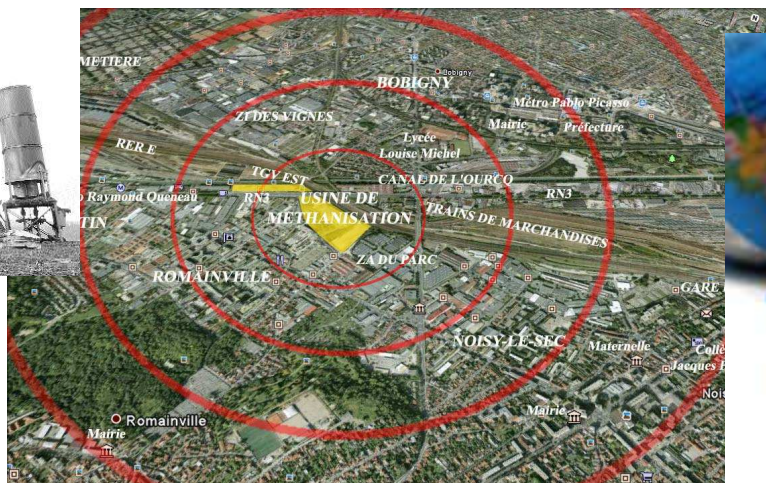 N
METIERE
Bobigny
BOBIGNY
Métro Pablo Picasso
ZI DES VIGNES
Mairie
Préfecture
RER E
Lycée
Louise Michel
TGV EST
CANAL DE L'OURCQ
o Raymond Queneau
RN3
USINE DE
MÉTHANISATION
RN3
TIN
TRAINS DE MARCHANDISES
ZA DU PARC
ROMAINVILLE
GARE
NOISY-LE-SEC
Maternelle
Collè
Jacques
Nois
Mairie
Romainville
Mairie